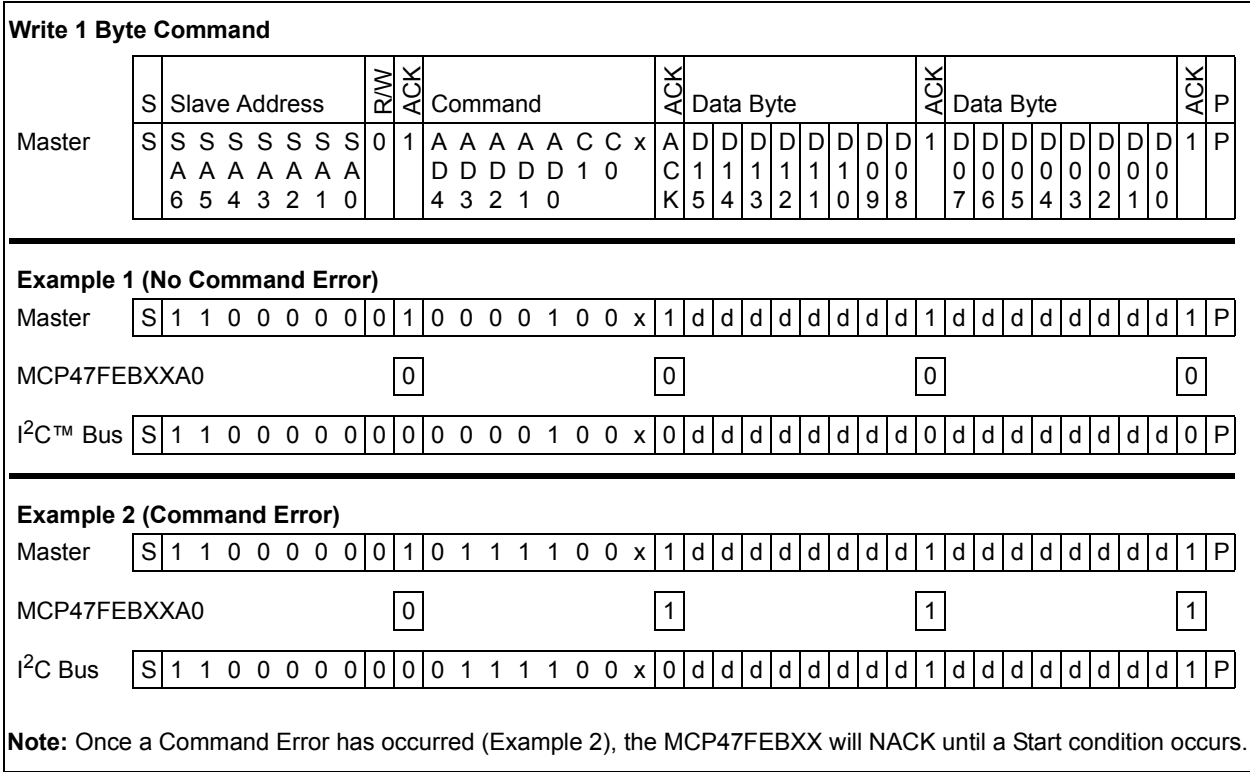 Write 1 Byte Command
S Slave Address R/W ACK Command ACK Data Byte ACK Data Byte ACK P
Master S S S S S S S S 0 1 A A A A A C C x A D D D D D D D D 1 D D D D D D D D 1 P
A A A A A A A D D D D D 1 0 C 1 1 1 1 1 1 0 0 0 0 0 0 0 0 0 0
6 5 4 3 2 1 0 4 3 2 1 0 K 5 4 3 2 1 0 9 8 7 6 5 4 3 2 1 0
Example 1 (No Command Error)
Master S 1 1 0 0 0 0 0 0 1 0 0 0 0 1 0 0 x 1 d d d d d d d d 1 d d d d d d d d 1 P
MCP47FEBXXA0 0 0 0 0
I2C™ Bus S 1 1 0 0 0 0 0 0 0 0 0 0 0 1 0 0 x 0 d d d d d d d d 0 d d d d d d d d 0 P
Example 2 (Command Error)
Master S 1 1 0 0 0 0 0 0 1 0 1 1 1 1 0 0 x 1 d d d d d d d d 1 d d d d d d d d 1 P
MCP47FEBXXA0 0 1 1 1
I2C Bus S 1 1 0 0 0 0 0 0 0 0 1 1 1 1 0 0 x 0 d d d d d d d d 1 d d d d d d d d 1 P
Note: Once a Command Error has occurred (Example 2), the MCP47FEBXX will NACK until a Start condition occurs.